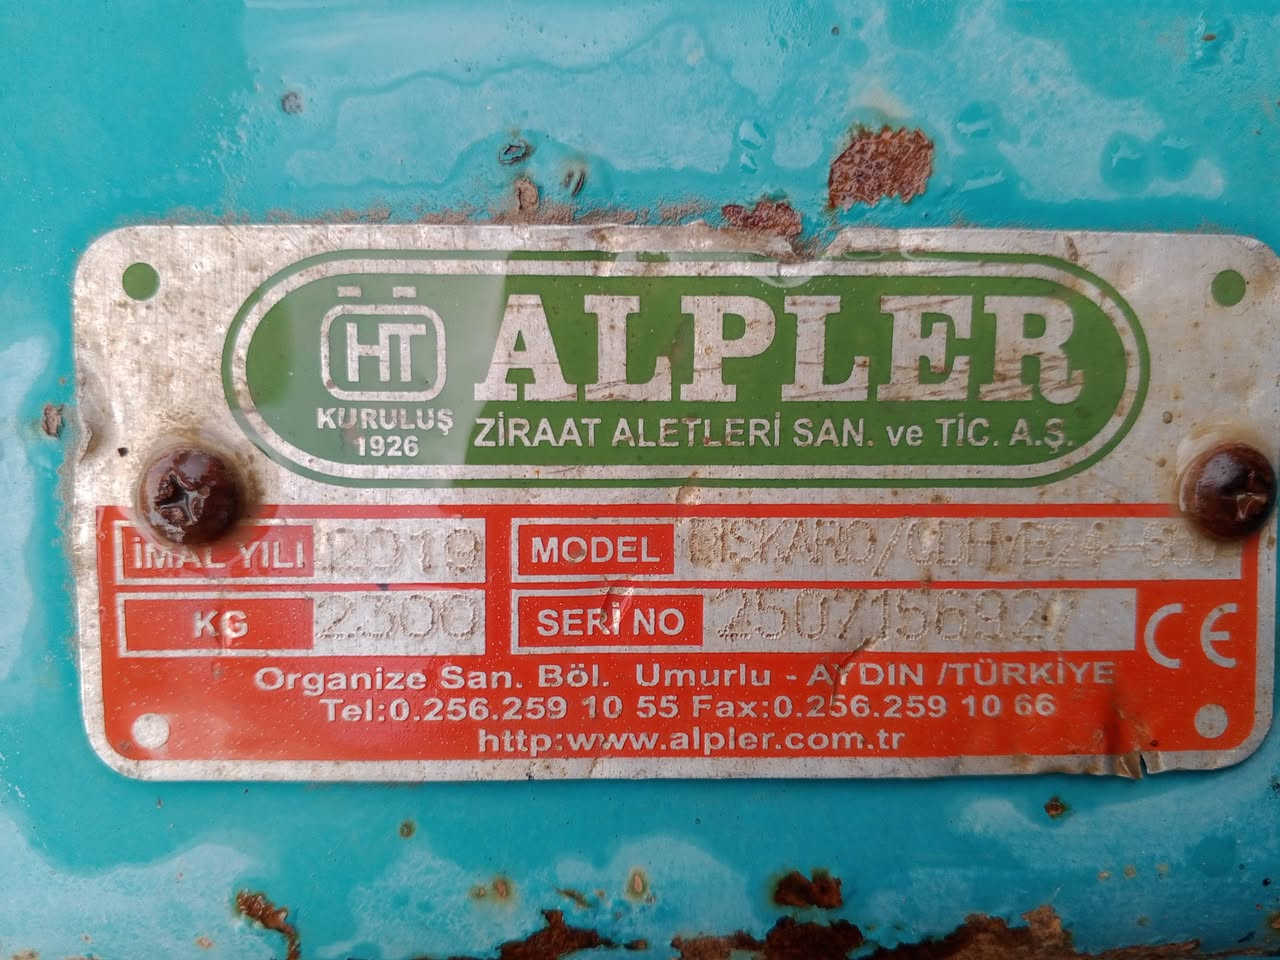 HT
KURULUŞ
1926
ALPLER
ZİRAAT ALETLERİ SAN. ve TİC. A.Ş.
İMAL YILI
MODEL
KG 2300
SERİ NO 2507156927
CE
Organize San. Böl. Umurlu - AYDIN /TÜRKİYE
Tel:0.256.259 10 55 Fax:0.256.259 10 66
http:www.alpler.com.tr